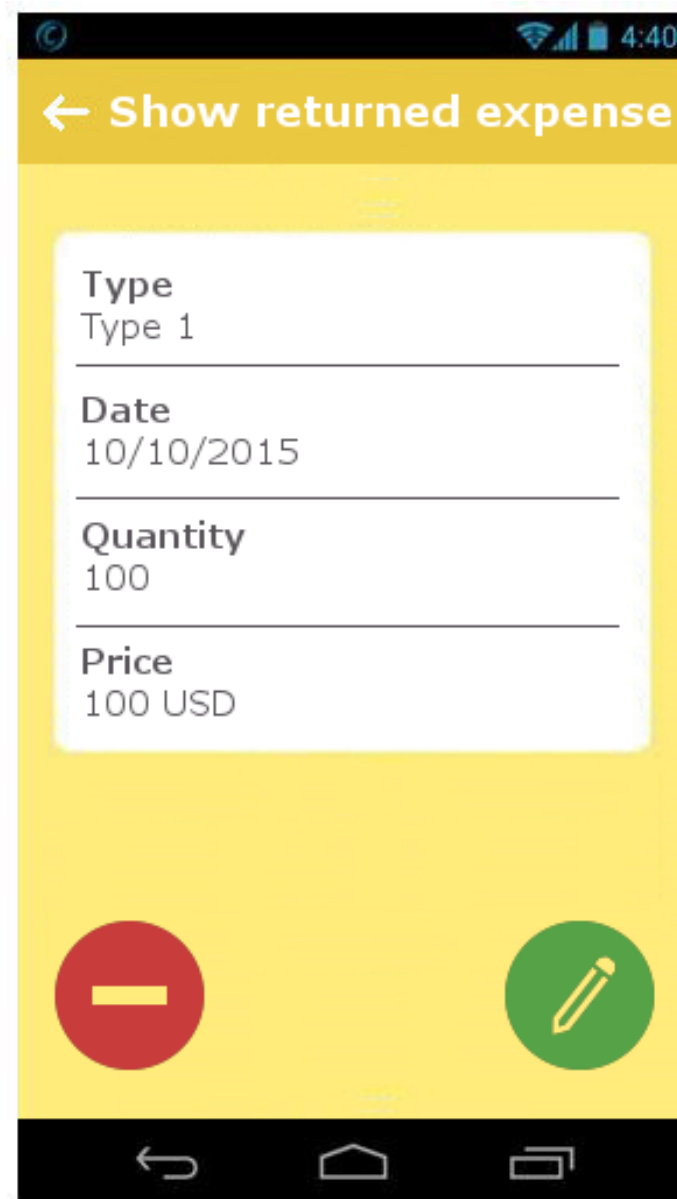 4:40
Show returned expense
Type
Type 1
Date
10/10/2015
Quantity
100
Price
100 USD